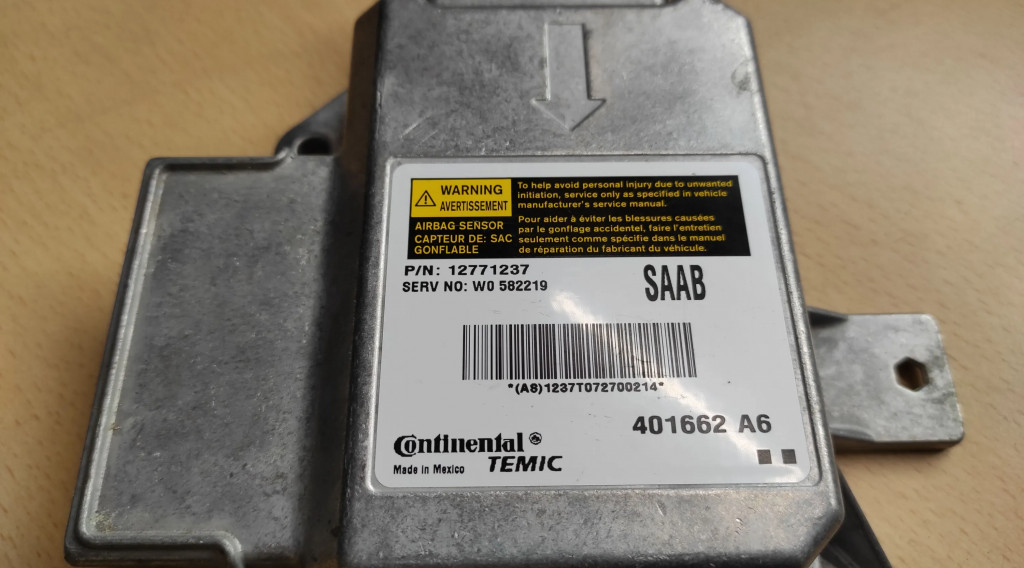 WARNING
AVERTISSEMENT
To help avoid personal injury due to unwanted
initiation, service only as specified in vehicle
manufacturer's service manual.
AIRBAG SENSOR
CAPTEUR DE: SAC
GONFLABLE
Pour aider à éviter les blessures causées
par le gonflage accidentel, faire l'entretien
seulement comme spécifie dans le manuel
de réparation du fabricant du véhicule.
P/N: 12771237
SERV NO: W0 582219
SAAB
*(A8)1237T072700214*
401662 A6
Continental
TEMIC
Made in Mexico